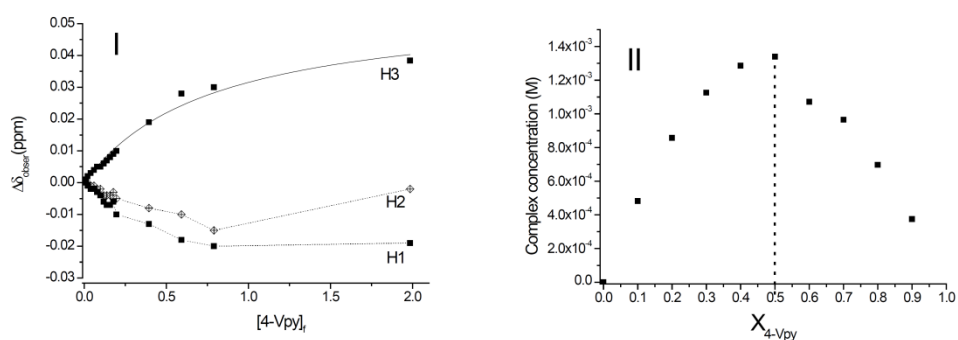 I
0.05
0.04
0.03
0.02
0.01
0.00
-0.01
-0.02
-0.03
Δδobser(ppm)
H3
H2
H1
0.0 0.5 1.0 1.5 2.0
[4-Vpy]f
II
1.4x10-3
1.2x10-3
1.0x10-3
8.0x10-4
6.0x10-4
4.0x10-4
2.0x10-4
0.0
Complex concentration (M)
0.0 0.1 0.2 0.3 0.4 0.5 0.6 0.7 0.8 0.9 1.0
X4-Vpy